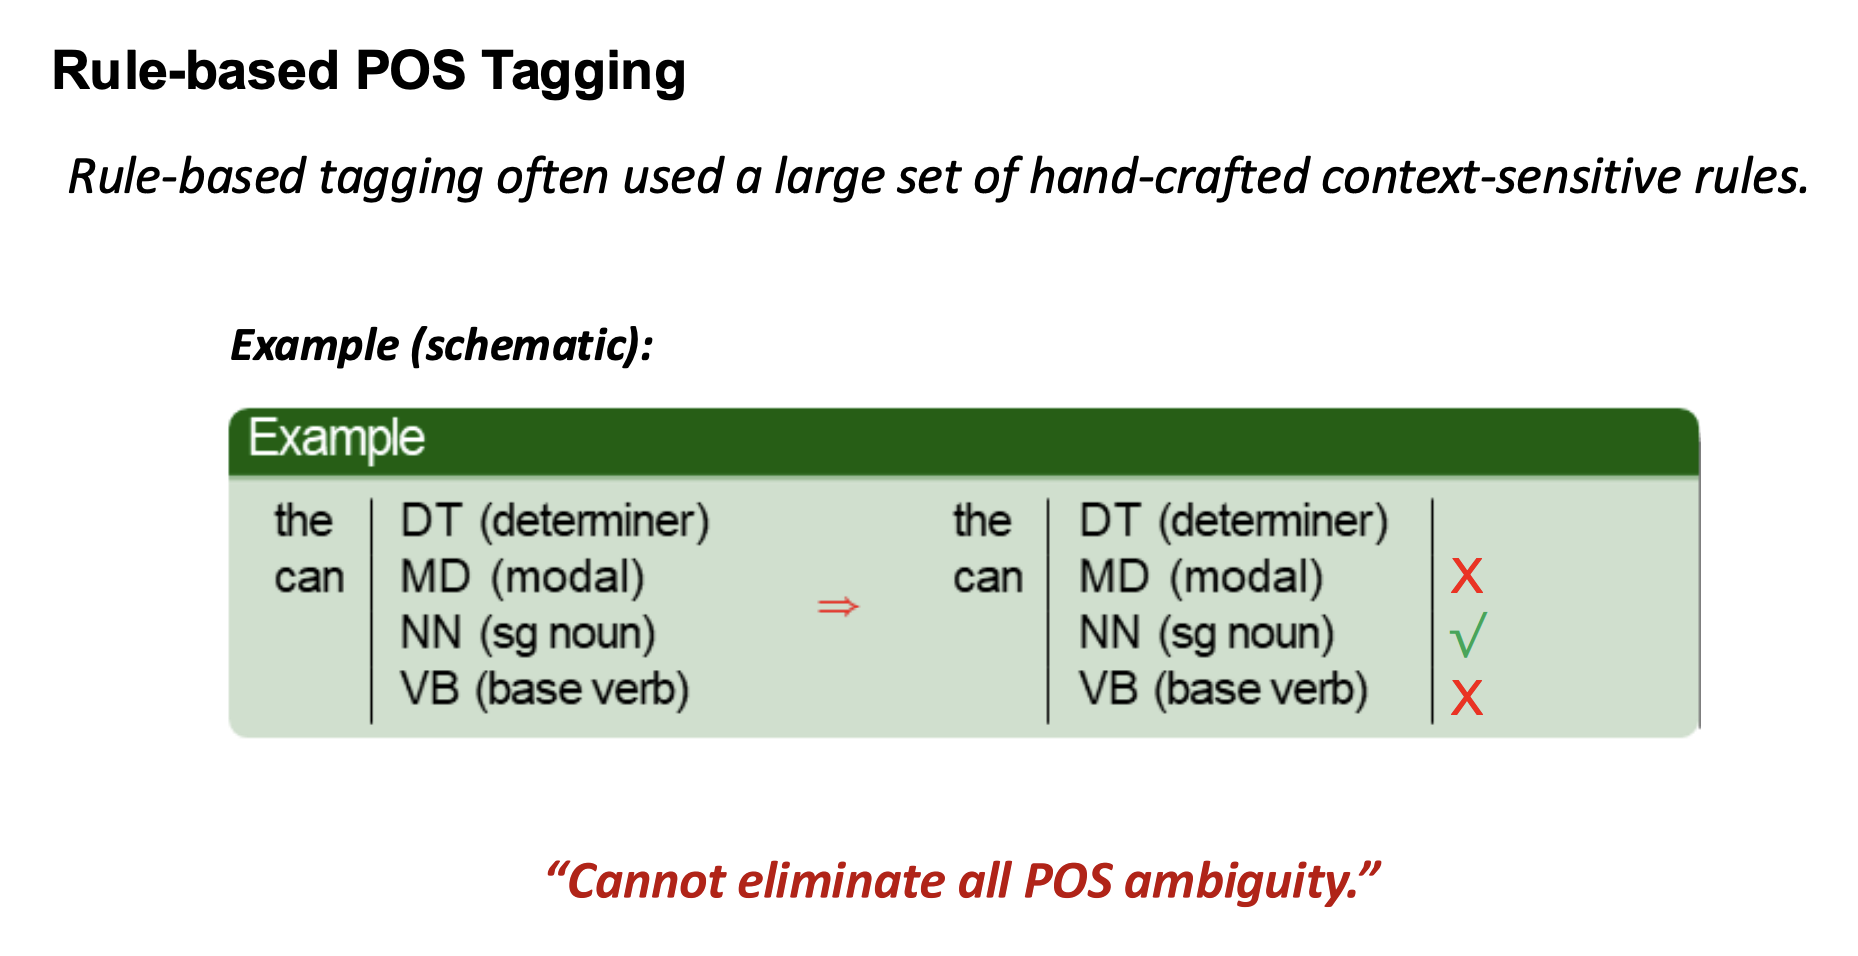 Rule-based POS Tagging
Rule-based tagging often used a large set of hand-crafted context-sensitive rules.
Example (schematic):
Example
the DT (determiner) the DT (determiner)
can MD (modal) ⇒ can MD (modal) X
NN (sg noun) NN (sg noun) √
VB (base verb) VB (base verb) X
“Cannot eliminate all POS ambiguity.”